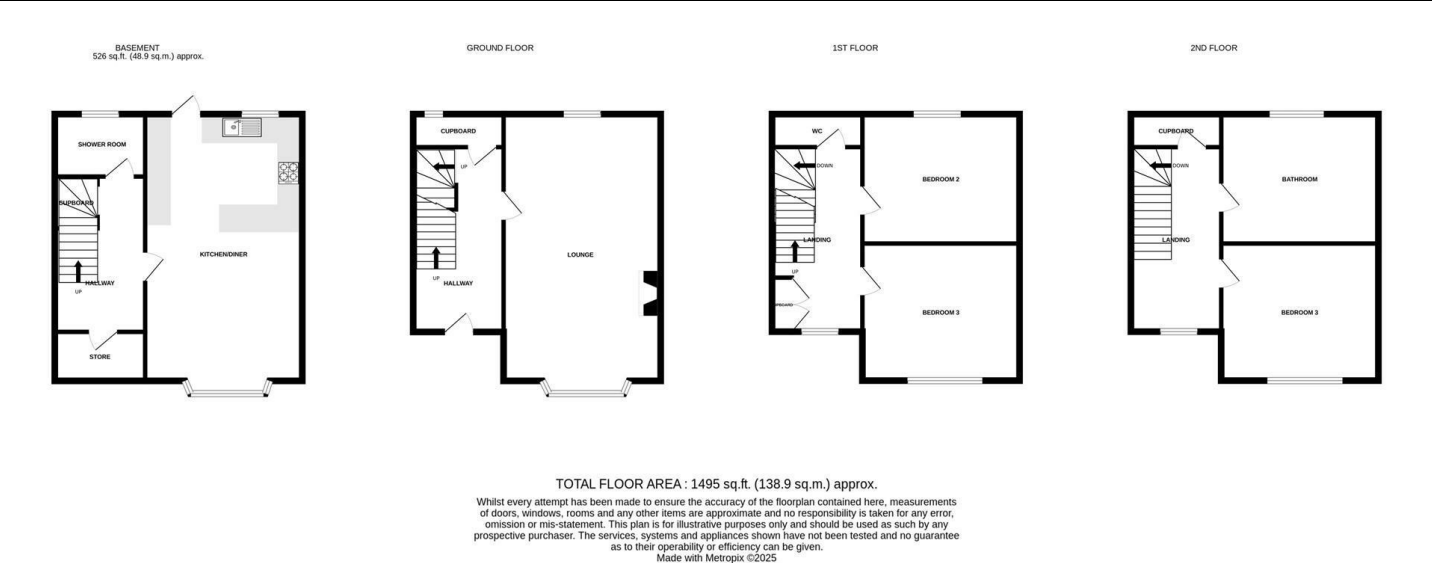 BASEMENT
526 sq.ft. (48.9 sq.m.) approx.
GROUND FLOOR
1ST FLOOR
2ND FLOOR
SHOWER ROOM
CUPBOARD
KITCHEN/DINER
HALLWAY
UP
STORE
CUPBOARD
UP
LOUNGE
UP
HALLWAY
WC
DOWN
BEDROOM 2
LANDING
UP
BEDROOM 3
CUPBOARD
DOWN
BATHROOM
LANDING
BEDROOM 3
TOTAL FLOOR AREA : 1495 sq.ft. (138.9 sq.m.) approx.
Whilst every attempt has been made to ensure the accuracy of the floorplan contained here, measurements
of doors, windows, rooms and any other items are approximate and no responsibility is taken for any error,
omission or mis-statement. This plan is for illustrative purposes only and should be used as such by any
prospective purchaser. The services, systems and appliances shown have not been tested and no guarantee
as to their operability or efficiency can be given.
Made with Metropix ©2025